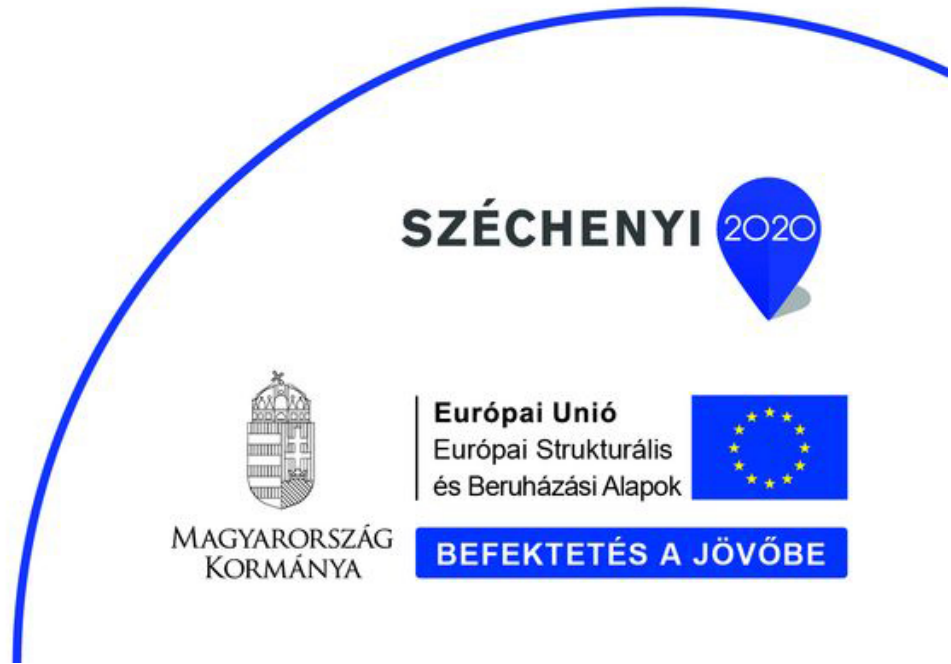 SZÉCHENYI 2020
MAGYARORSZÁG
KORMÁNYA
Európai Unió
Európai Strukturális
és Beruházási Alapok
BEFEKTETÉS A JÖVŐBE